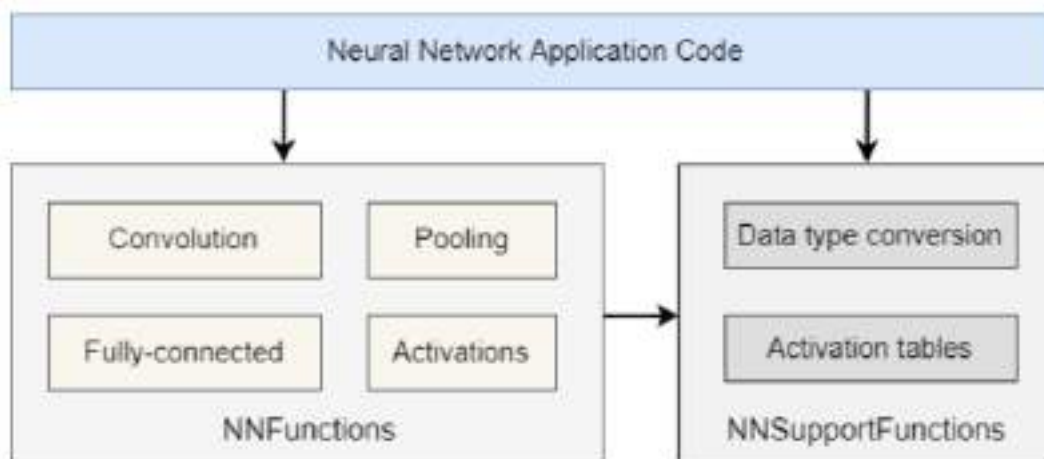 Neural Network Application Code
Convolution
Pooling
Fully-connected
Activations
NNFunctions
Data type conversion
Activation tables
NNSupportFunctions